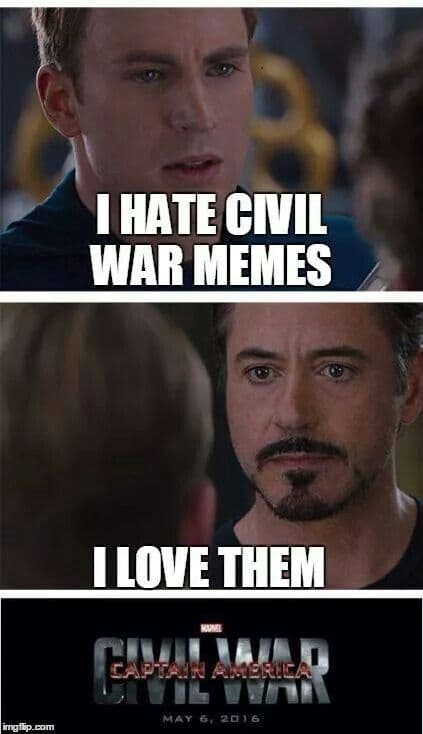 I HATE CIVIL
WAR MEMES
I LOVE THEM
MARVEL
CIVIL WAR
CAPTAIN AMERICA
MAY 6, 2016
imgflip.com